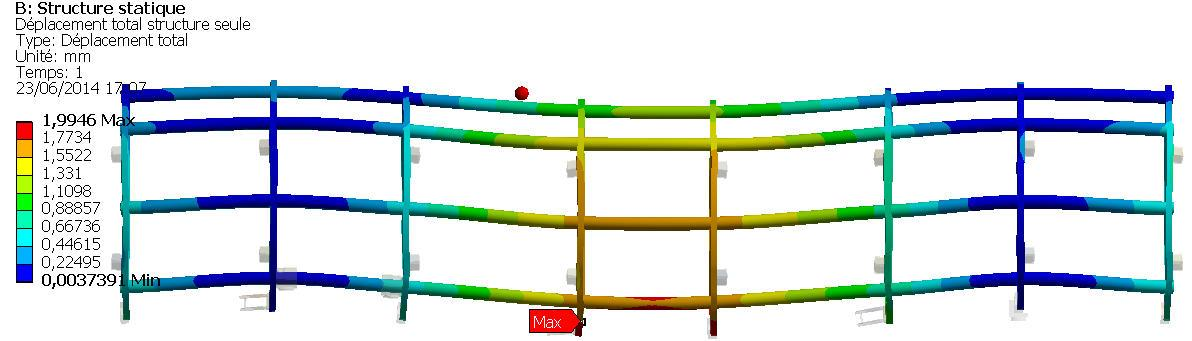 B: Structure statique
Déplacement total structure seule
Type: Déplacement total
Unité: mm
Temps: 1
23/06/2014 17:07
1,9946 Max
1,7734
1,5522
1,331
1,1098
0,88857
0,66736
0,44615
0,22495
0,0037391 Min
Max